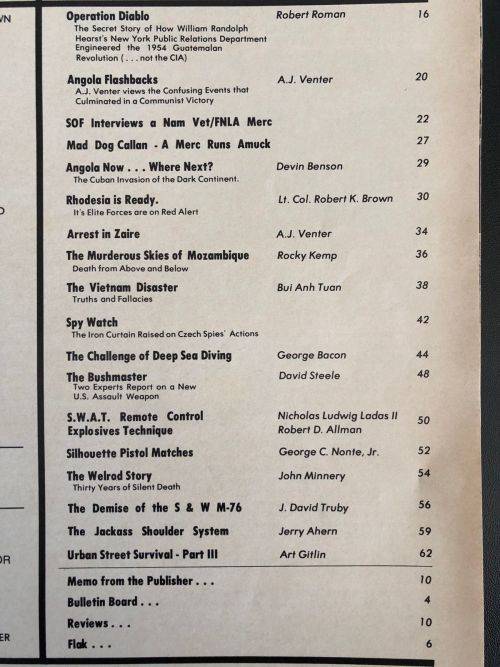 WN
Operation Diablo Robert Roman 16
The Secret Story of How William Randolph
Hearst's New York Public Relations Department
Engineered the 1954 Guatemalan
Revolution (. . . not the CIA)
Angola Flashbacks A.J. Venter 20
A.J. Venter views the Confusing Events that
Culminated in a Communist Victory
SOF Interviews a Nam Vet/FNLA Merc 22
Mad Dog Callan - A Merc Runs Amuck 27
Angola Now . . . Where Next? Devin Benson 29
The Cuban Invasion of the Dark Continent.
Rhodesia is Ready. Lt. Col. Robert K. Brown 30
It's Elite Forces are on Red Alert
Arrest in Zaire A.J. Venter 34
The Murderous Skies of Mozambique Rocky Kemp 36
Death from Above and Below
The Vietnam Disaster Bui Anh Tuan 38
Truths and Fallacies
Spy Watch 42
The Iron Curtain Raised on Czech Spies' Actions
The Challenge of Deep Sea Diving George Bacon 44
The Bushmaster David Steele 48
Two Experts Report on a New
U.S. Assault Weapon
S.W.A.T. Remote Control Nicholas Ludwig Ladas II
Explosives Technique Robert D. Allman 50
Silhouette Pistol Matches George C. Nonte, Jr. 52
The Welrod Story John Minnery 54
Thirty Years of Silent Death
The Demise of the S & W M-76 J. David Truby 56
The Jackass Shoulder System Jerry Ahern 59
Urban Street Survival - Part III Art Gitlin 62
OR
Memo from the Publisher . . . 10
Bulletin Board . . . 4
Reviews . . . 10
ER
Flak . . . 6